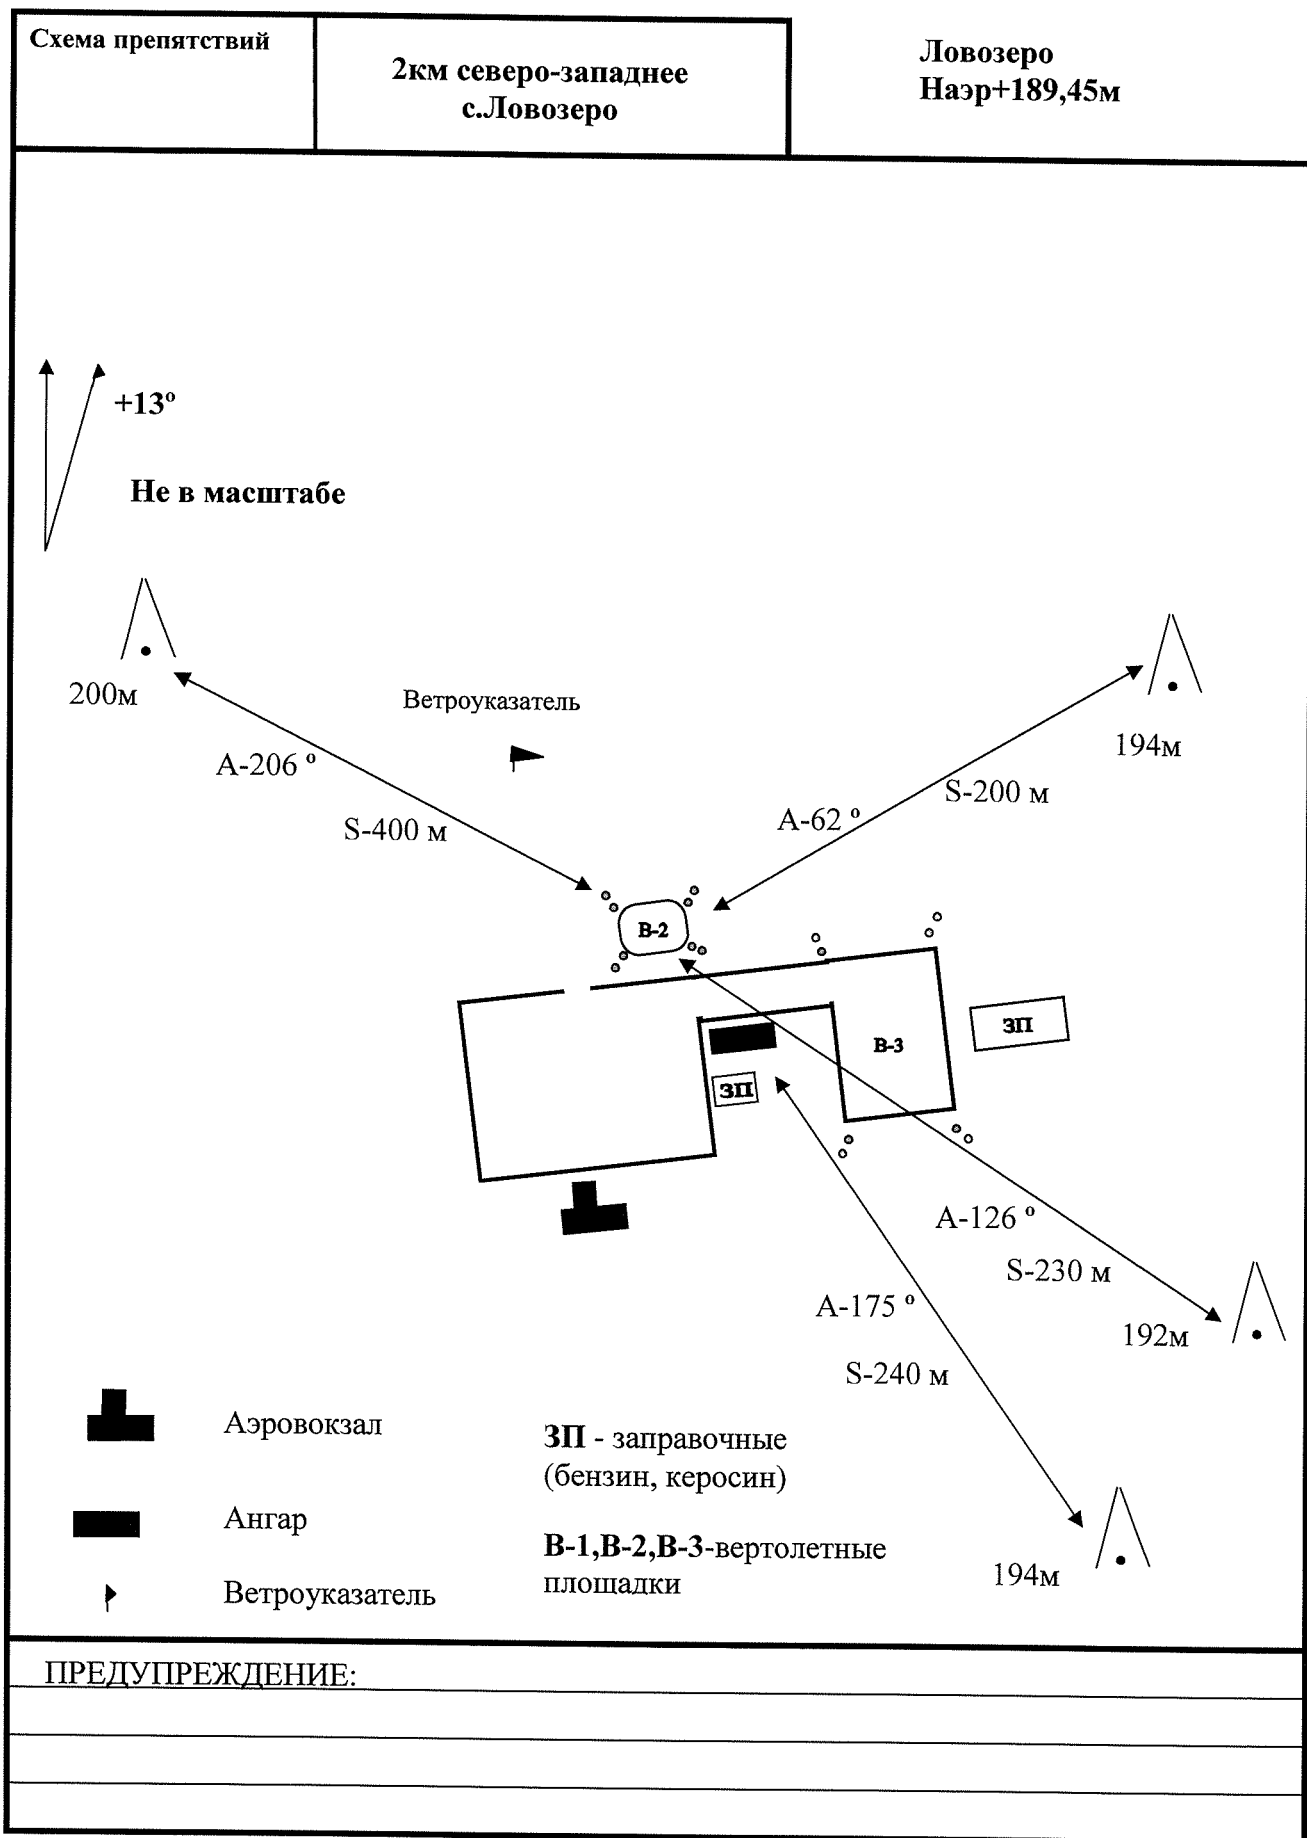 Схема препятствий
2км северо-западнее
с.Ловозеро
Ловозеро
Наэр+189,45м
+13º
Не в масштабе
200м
Ветроуказатель
194м
А-206 º
S-400 м
А-62 º
S-200 м
В-2
В-3
ЗП
ЗП
А-126 º
S-230 м
А-175 º
S-240 м
192м
194м
Аэровокзал
Ангар
Ветроуказатель
ЗП - заправочные
(бензин, керосин)
В-1,В-2,В-3-вертолетные
площадки
ПРЕДУПРЕЖДЕНИЕ: